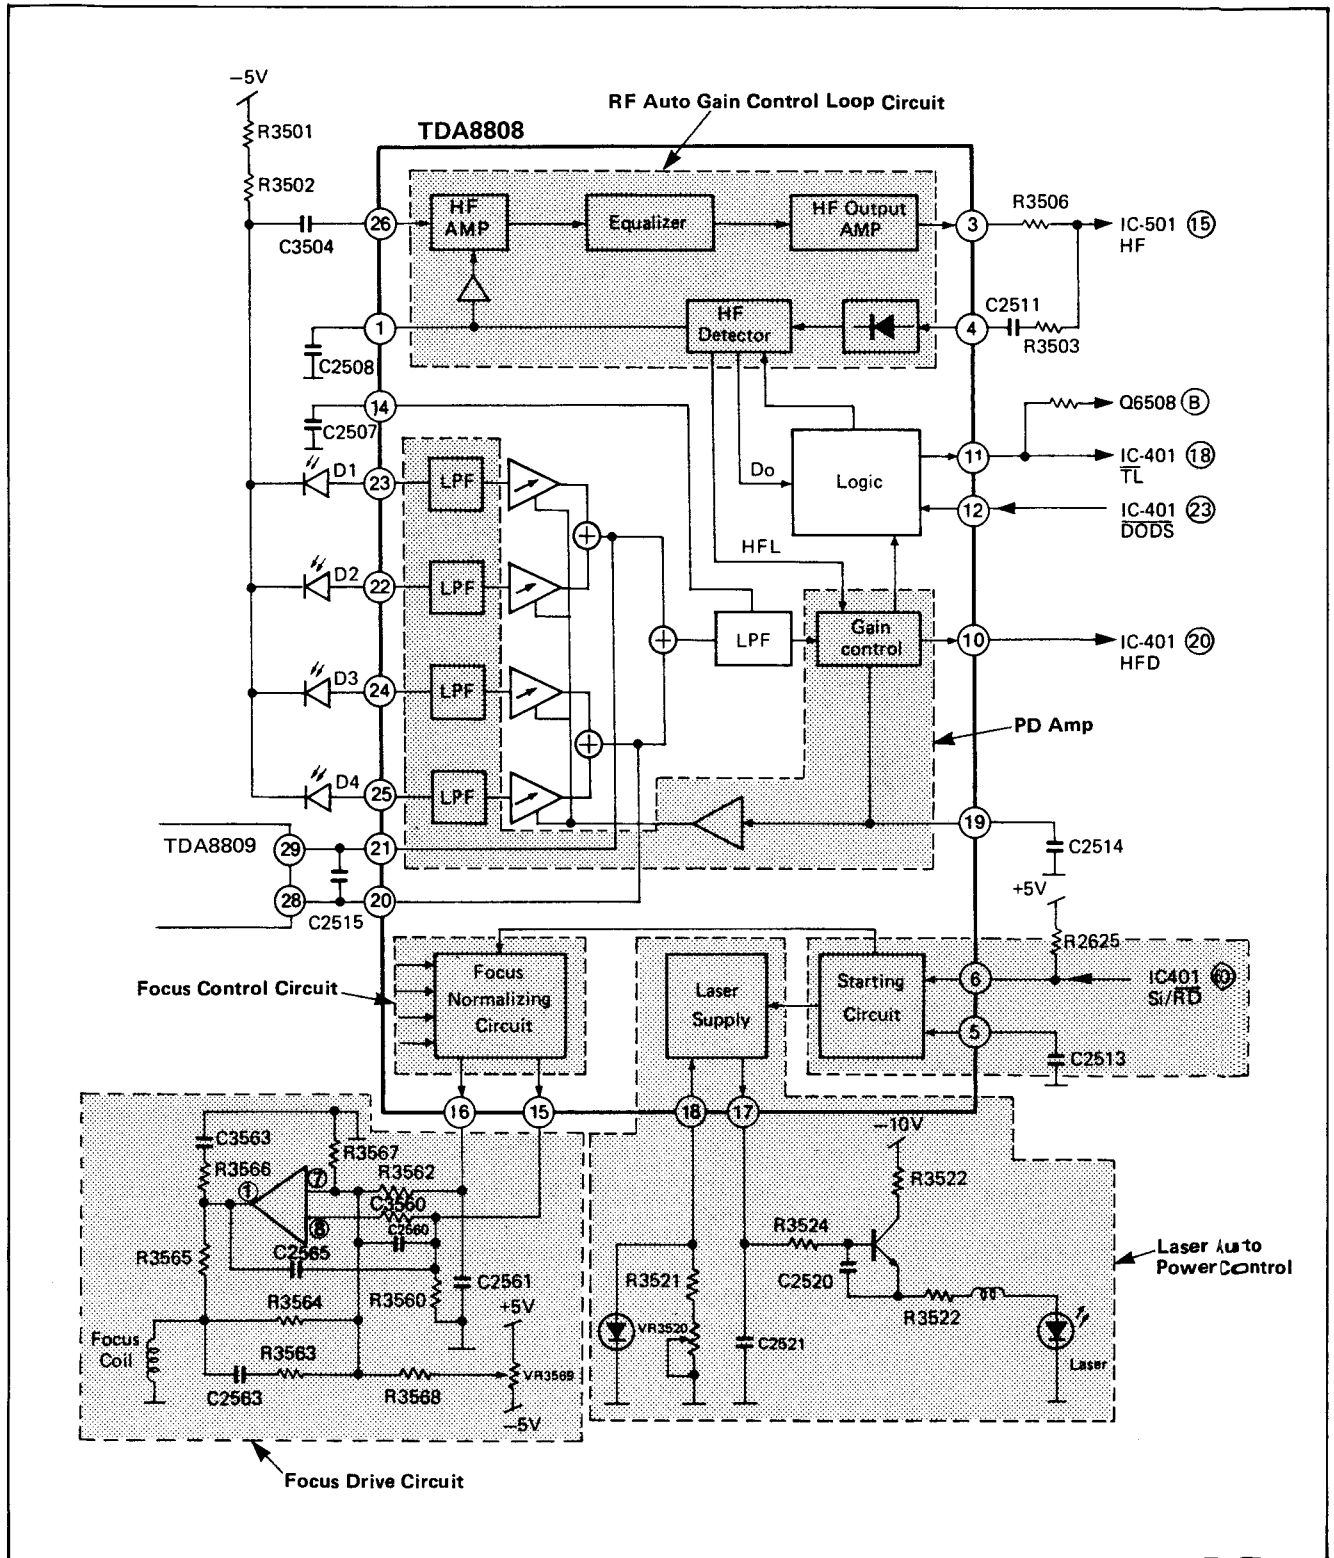 −5V
RF Auto Gain Control Loop Circuit
R3501
TDA8808
R3502
C3504
26
HF
AMP
Equalizer
HF Output
AMP
3
R3506
IC-501 15
HF
1
C2508
HF
Detector
4
C2511
R3503
14
C2507
Q6508 B
D1
23
LPF
Do
Logic
11
IC-401 18
TL
12
IC-401 23
DODS
D2
22
LPF
HFL
LPF
Gain
control
10
IC-401 20
HFD
D3
24
LPF
PD Amp
D4
25
LPF
TDA8809
29
21
19
C2514
28
C2515
20
+5V
R2625
Focus Control Circuit
Focus
Normalizing
Circuit
Laser
Supply
Starting
Circuit
6
IC401
Si/RD
5
C2513
16
15
18
17
−10V
C3563
R3567
R3566
1
7
R3562
C3560
8
C2560
R3522
R3524
R3565
C2565
C2561
R3560
C2520
R3522
Laser Auto
Power Control
R3564
+5V
R3521
VR3520
C2521
Focus
Coil
R3563
C2563
R3568
VR3569
−5V
Laser
Focus Drive Circuit